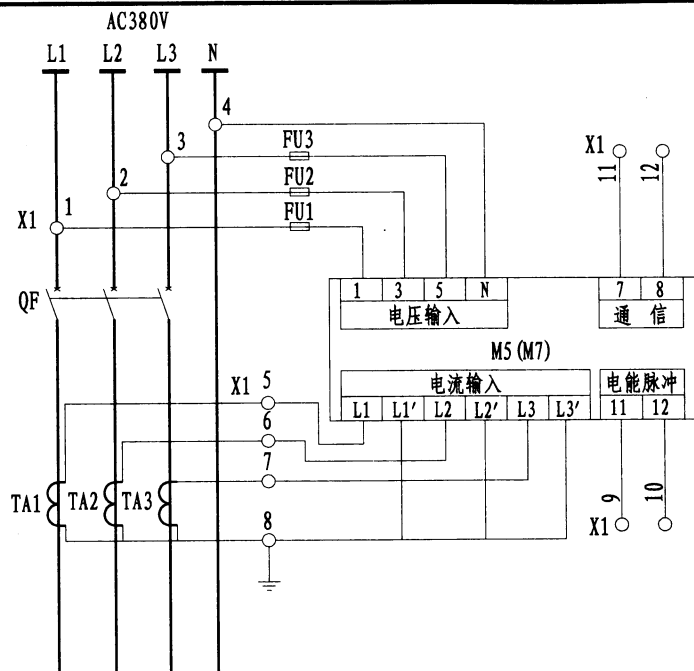 AC380V
L1 L2 L3 N
4
3 FU3 X1
2 FU2 11 12
X1 1 FU1
QF 1 3 5 N 7 8
电压输入 通 信
M5(M7)
X1 5 电流输入 电能脉冲
L1 L1′ L2 L2′ L3 L3′ 11 12
6
7
TA1 TA2 TA3 9 10
8 X1